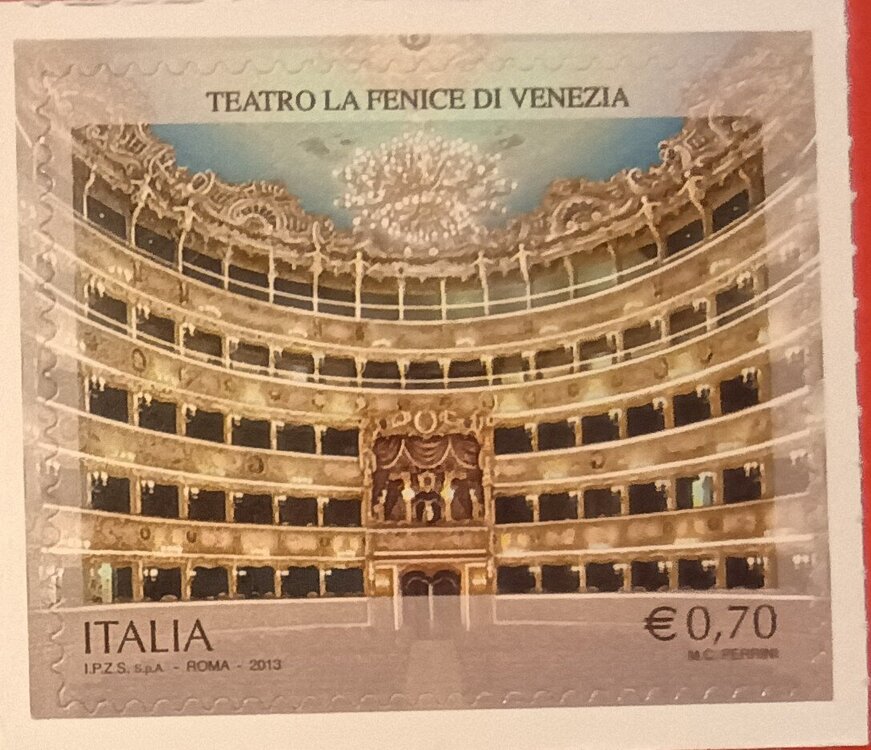 TEATRO LA FENICE DI VENEZIA
ITALIA
€0,70
I.P.Z.S. S.p.A. - ROMA - 2013
M.C. PERRINI